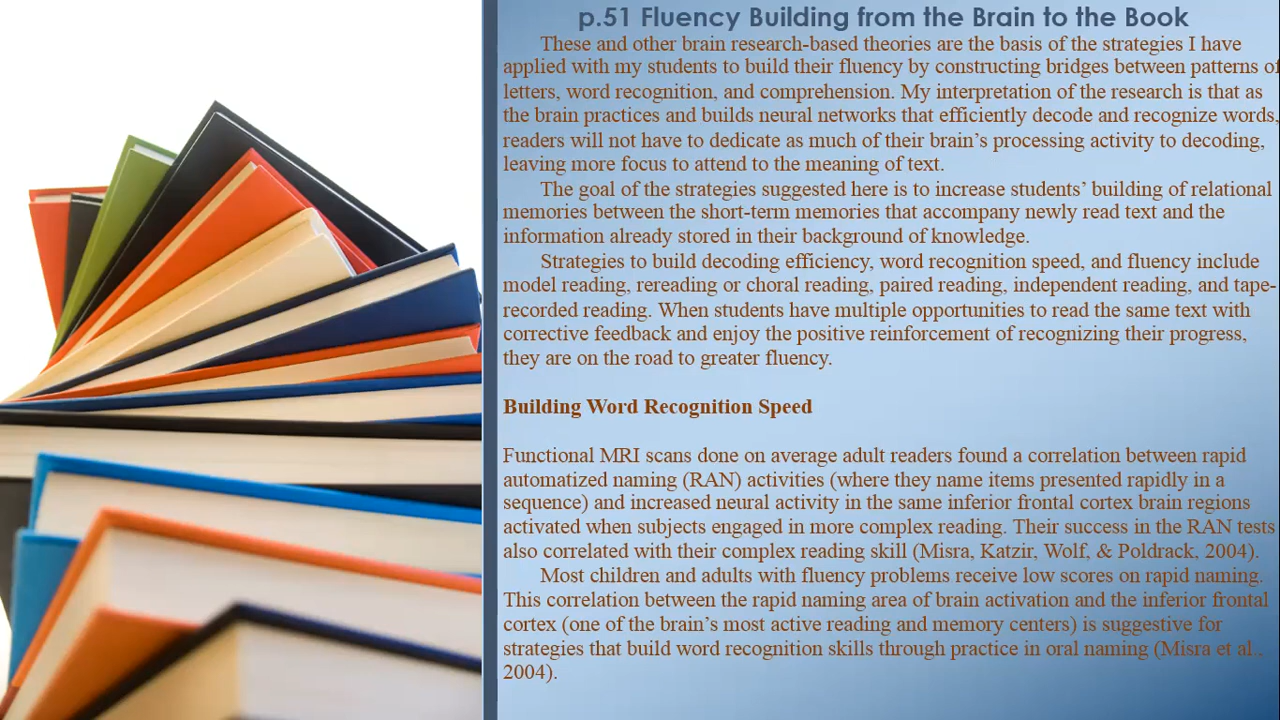 p.51 Fluency Building from the Brain to the Book
These and other brain research-based theories are the basis of the strategies I have
applied with my students to build their fluency by constructing bridges between patterns of
letters, word recognition, and comprehension. My interpretation of the research is that as
the brain practices and builds neural networks that efficiently decode and recognize words,
readers will not have to dedicate as much of their brain’s processing activity to decoding,
leaving more focus to attend to the meaning of text.
The goal of the strategies suggested here is to increase students’ building of relational
memories between the short-term memories that accompany newly read text and the
information already stored in their background of knowledge.
Strategies to build decoding efficiency, word recognition speed, and fluency include
model reading, rereading or choral reading, paired reading, independent reading, and tape-
recorded reading. When students have multiple opportunities to read the same text with
corrective feedback and enjoy the positive reinforcement of recognizing their progress,
they are on the road to greater fluency.
Building Word Recognition Speed
Functional MRI scans done on average adult readers found a correlation between rapid
automatized naming (RAN) activities (where they name items presented rapidly in a
sequence) and increased neural activity in the same inferior frontal cortex brain regions
activated when subjects engaged in more complex reading. Their success in the RAN tests
also correlated with their complex reading skill (Misra, Katzir, Wolf, & Poldrack, 2004).
Most children and adults with fluency problems receive low scores on rapid naming.
This correlation between the rapid naming area of brain activation and the inferior frontal
cortex (one of the brain’s most active reading and memory centers) is suggestive for
strategies that build word recognition skills through practice in oral naming (Misra et al.,
2004).